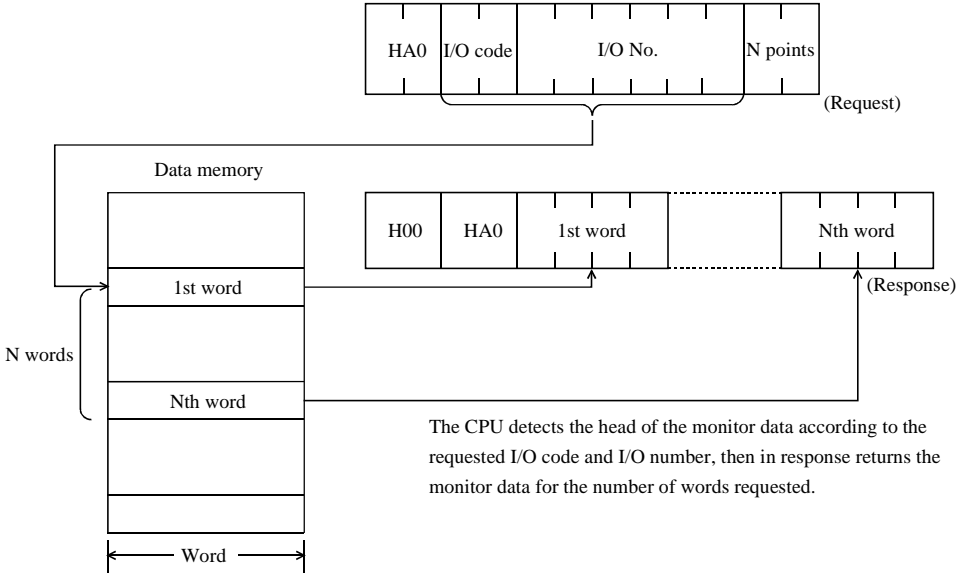 HA0 I/O code I/O No. N points
(Request)
Data memory
H00 HA0 1st word Nth word
(Response)
1st word
N words
Nth word
The CPU detects the head of the monitor data according to the
requested I/O code and I/O number, then in response returns the
monitor data for the number of words requested.
Word